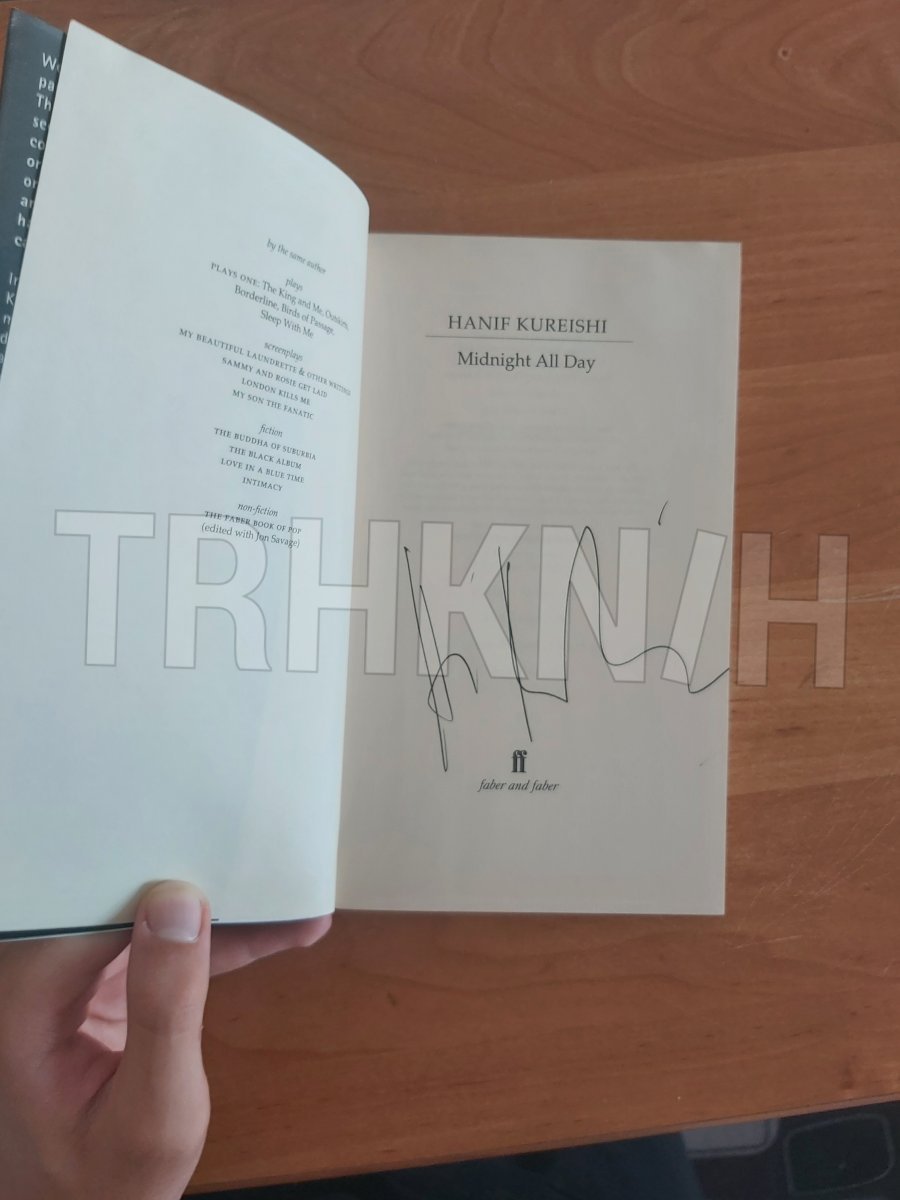 by the same author
plays
PLAYS ONE: The King and Me, Outskirts,
Borderline, Birds of Passage,
Sleep With Me
screenplays
MY BEAUTIFUL LAUNDRETTE & OTHER WRITINGS
SAMMY AND ROSIE GET LAID
LONDON KILLS ME
MY SON THE FANATIC
fiction
THE BUDDHA OF SUBURBIA
THE BLACK ALBUM
LOVE IN A BLUE TIME
INTIMACY
non-fiction
THE FABER BOOK OF POP
(edited with Jon Savage)
HANIF KUREISHI
Midnight All Day
ff
faber and faber
TRHKN/H